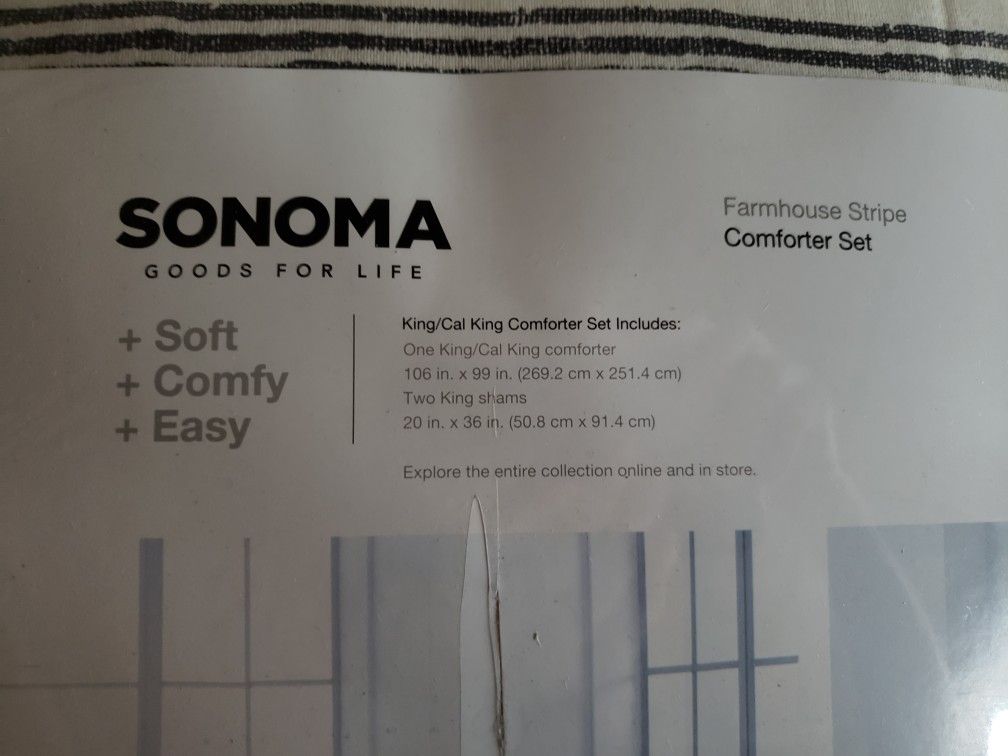 SONOMA
GOODS FOR LIFE
Farmhouse Stripe
Comforter Set
+ Soft
+ Comfy
+ Easy
King/Cal King Comforter Set Includes:
One King/Cal King comforter
106 in. x 99 in. (269.2 cm x 251.4 cm)
Two King shams
20 in. x 36 in. (50.8 cm x 91.4 cm)
Explore the entire collection online and in store.